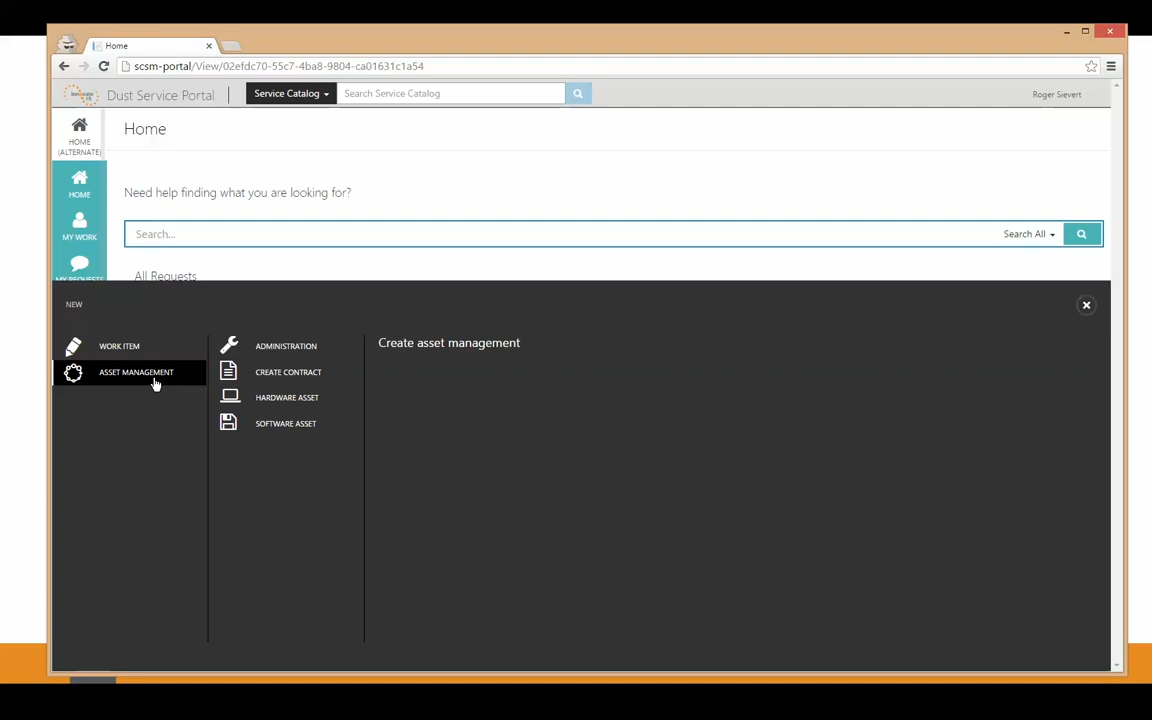 Home
scsm-portal/View/02efdc70-55c7-4ba8-9804-ca01631c1a54
Dust Service Portal
Service Catalog
Search Service Catalog
Roger Sievert
HOME
(ALTERNATE)
Home
HOME
Need help finding what you are looking for?
MY WORK
Search...
Search All
MY REQUESTS
All Requests
NEW
WORK ITEM
ASSET MANAGEMENT
ADMINISTRATION
CREATE CONTRACT
HARDWARE ASSET
SOFTWARE ASSET
Create asset management